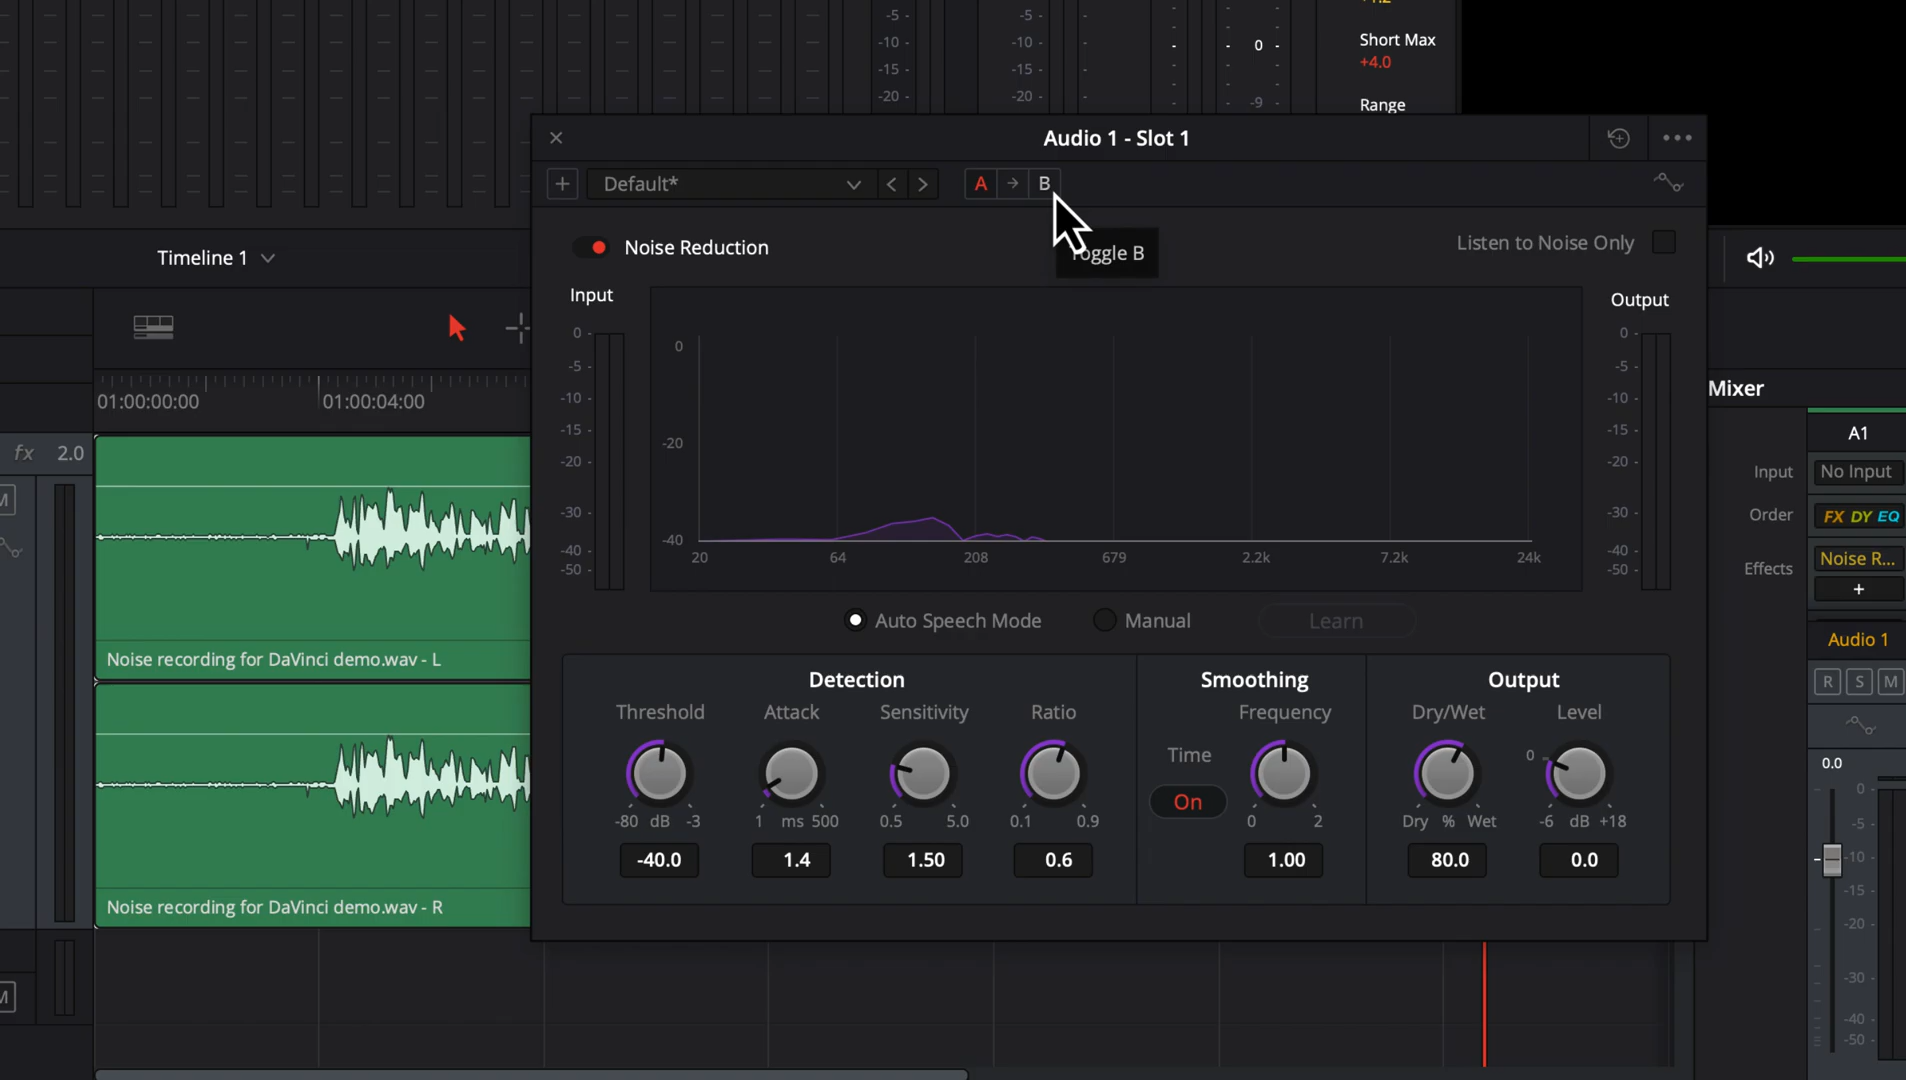 -5 -
-5 -
-10 -
-10 -
- 0 -
-15 -
-15 -
-20 -
-20 -
-9
Short Max
+4.0
Range
Audio 1 - Slot 1
Default*
A
B
Toggle B
Noise Reduction
Listen to Noise Only
Timeline 1
Input
Output
0 -
-5 -
-10 -
-15 -
-20 -
-30 -
-40 -
-50 -
0
-20
-40
20 64 208 679 2.2k 7.2k 24k
0 -
-5 -
-10 -
-15 -
-20 -
-30 -
-40 -
-50 -
01:00:00:00
01:00:04:00
fx 2.0
M
Noise recording for DaVinci demo.wav - L
Noise recording for DaVinci demo.wav - R
M
Auto Speech Mode
Manual
Learn
Detection
Threshold Attack Sensitivity Ratio
-80 dB -3
1 ms 500
0.5 5.0
0.1 0.9
-40.0
1.4
1.50
0.6
Smoothing
Frequency
Time
On
0 2
1.00
Output
Dry/Wet Level
0
Dry % Wet
-6 dB +18
80.0
0.0
Mixer
A1
Input No Input
Order FX DY EQ
Effects Noise R...
+
Audio 1
R S M
0.0
0 -
-5 -
-10 -
-15 -
-20 -
-30 -
-40 -
-50 -